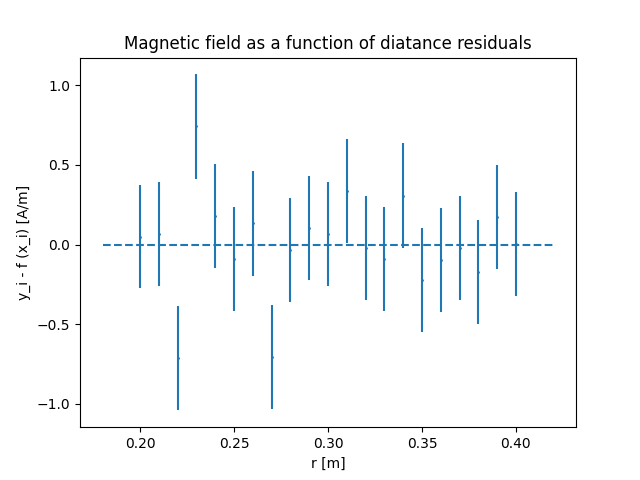 Magnetic field as a function of diatance residuals
1.0
0.5
0.0
−0.5
−1.0
y_i - f (x_i) [A/m]
0.20 0.25 0.30 0.35 0.40
r [m]